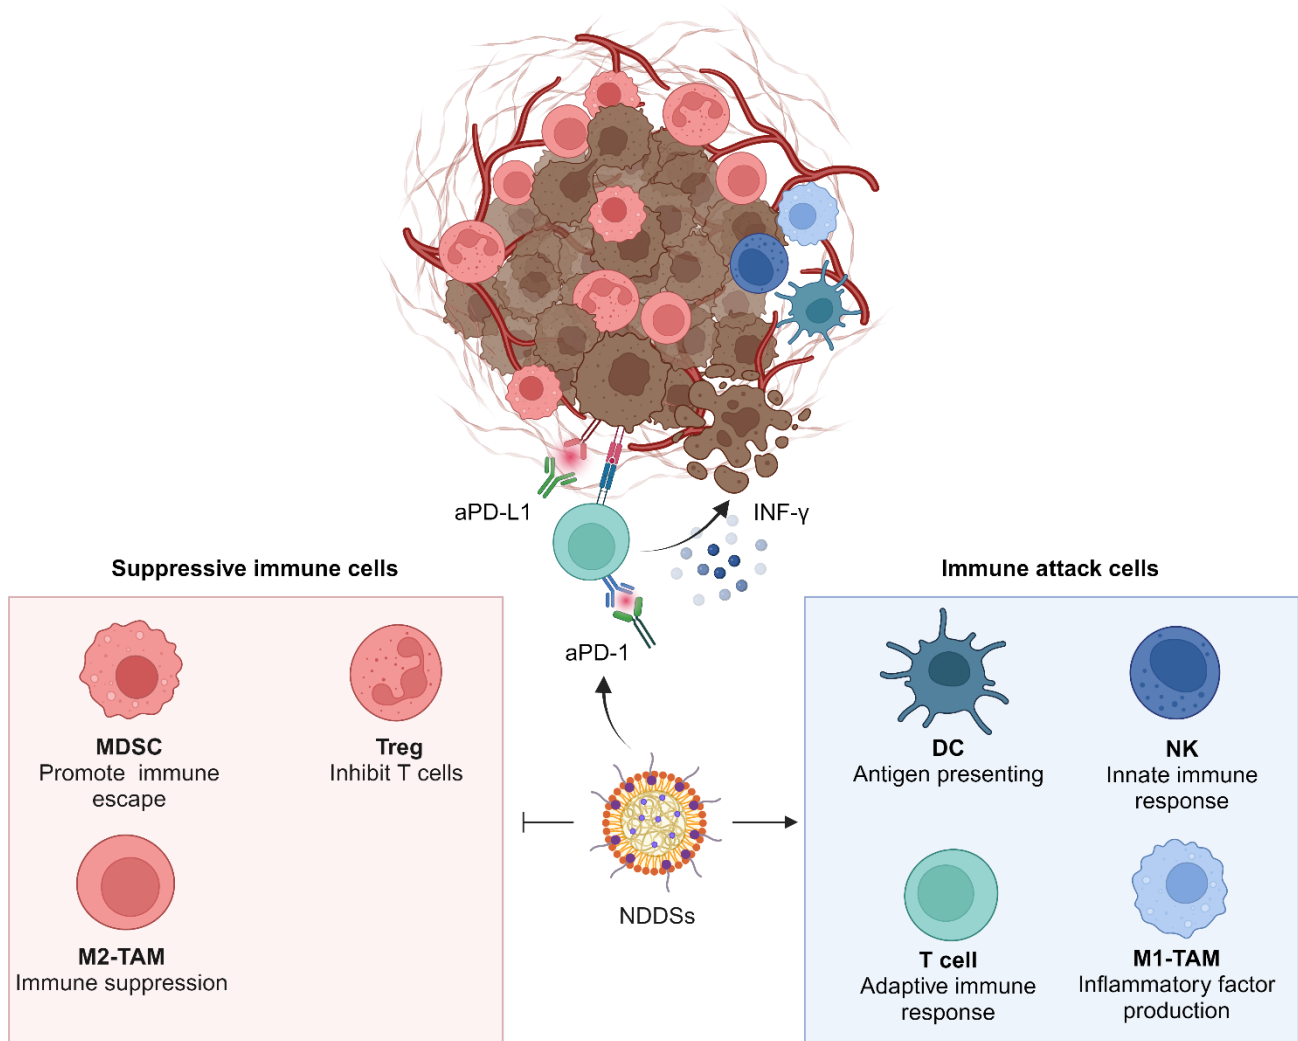 aPD-L1
INF-γ
Suppressive immune cells
Immune attack cells
aPD-1
MDSC
Promote immune
escape
Treg
Inhibit T cells
M2-TAM
Immune suppression
NDDSs
DC
Antigen presenting
NK
Innate immune
response
T cell
Adaptive immune
response
M1-TAM
Inflammatory factor
production